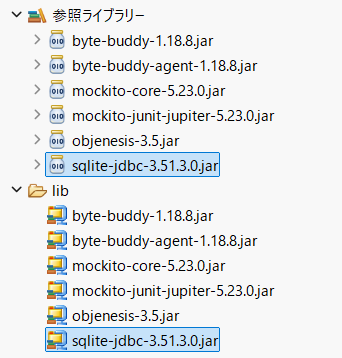 参照ライブラリー
byte-buddy-1.18.8.jar
byte-buddy-agent-1.18.8.jar
mockito-core-5.23.0.jar
mockito-junit-jupiter-5.23.0.jar
objenesis-3.5.jar
sqlite-jdbc-3.51.3.0.jar
lib
byte-buddy-1.18.8.jar
byte-buddy-agent-1.18.8.jar
mockito-core-5.23.0.jar
mockito-junit-jupiter-5.23.0.jar
objenesis-3.5.jar
sqlite-jdbc-3.51.3.0.jar